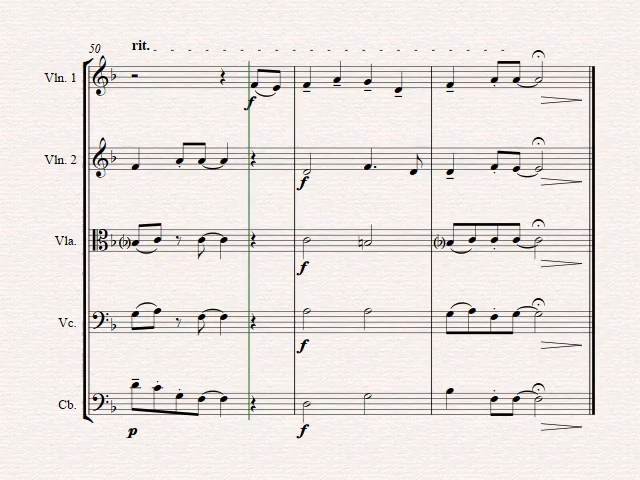 50 rit.
Vln. 1
f
Vln. 2
f
Vla.
f
Vc.
f
Cb.
p f